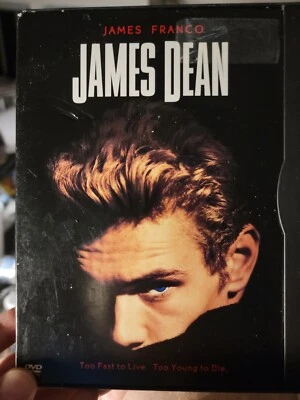 JAMES FRANCO
JAMES DEAN
Too Fast to Live. Too Young to Die.
DVD